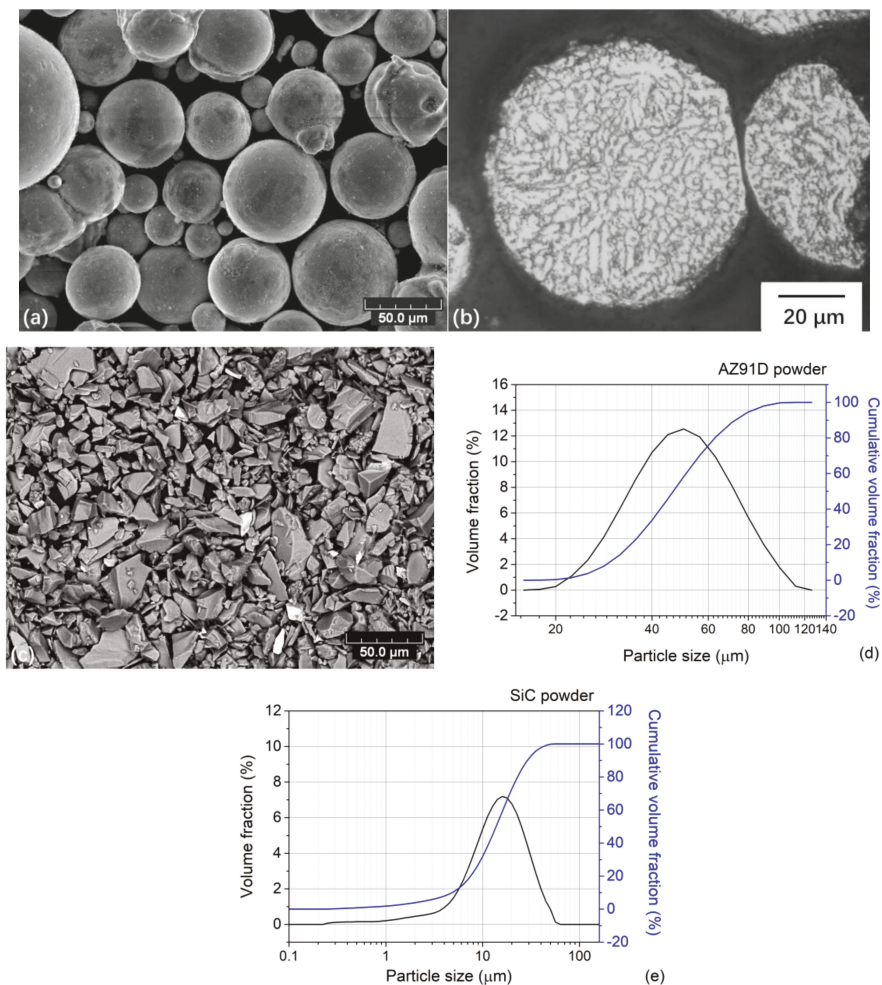 (a)
50.0 µm
(b)
20 µm
(c)
50.0 µm
AZ91D powder
16
14
12
10
8
6
4
2
0
-2
Volume fraction (%)
100
80
60
40
20
0
-20
Cumulative volume fraction (%)
20 40 60 80 100 120 140
Particle size (µm)
(d)
SiC powder
12
10
8
6
4
2
0
Volume fraction (%)
120
100
80
60
40
20
0
-20
Cumulative volume fraction (%)
0.1 1 10 100
Particle size (µm)
(e)